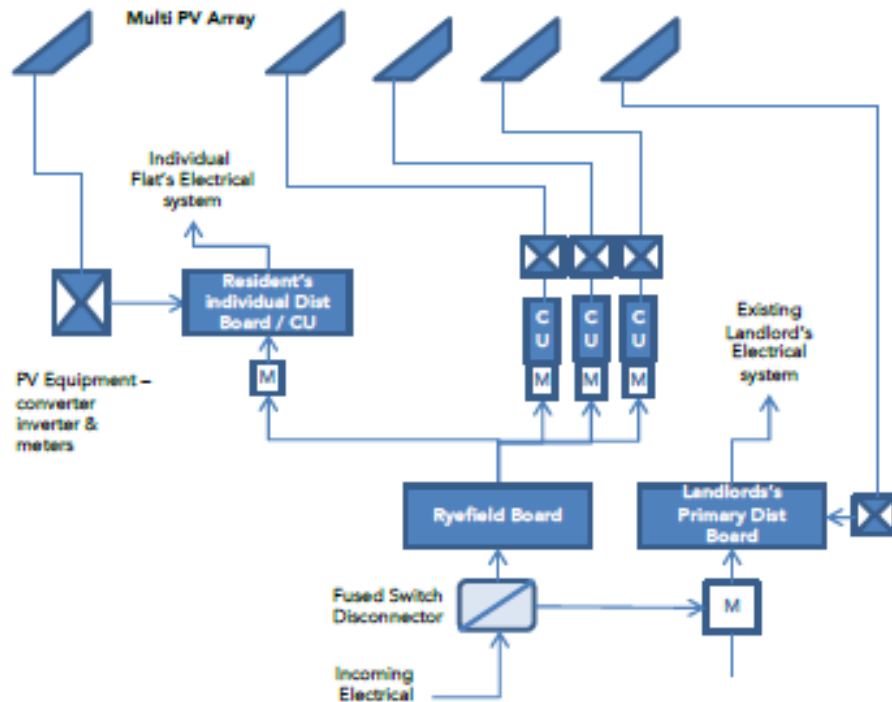 Multi PV Array
Individual
Flat's Electrical
system
Resident's
individual Dist
Board / CU
M
PV Equipment –
converter
inverter &
meters
C
U
M
C
U
M
C
U
M
Existing
Landlord's
Electrical
system
Ryefield Board
Landlords's
Primary Dist
Board
Fused Switch
Disconnector
M
Incoming
Electrical